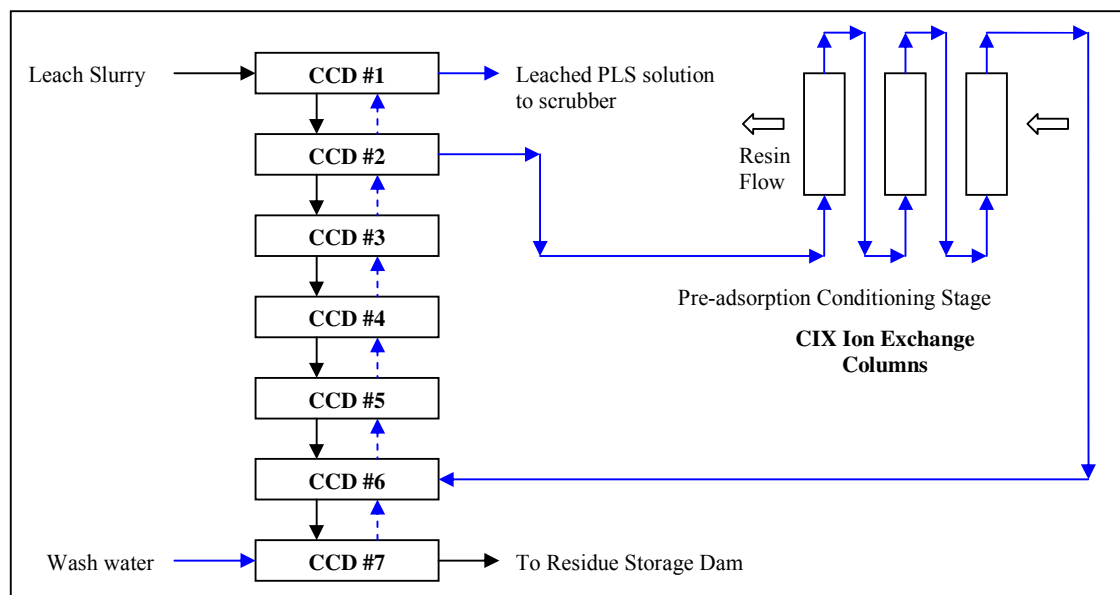 Leach Slurry
CCD #1
Leached PLS solution
to scrubber
CCD #2
Resin
Flow
CCD #3
Pre-adsorption Conditioning Stage
CCD #4
CIX Ion Exchange
Columns
CCD #5
CCD #6
Wash water
CCD #7
To Residue Storage Dam